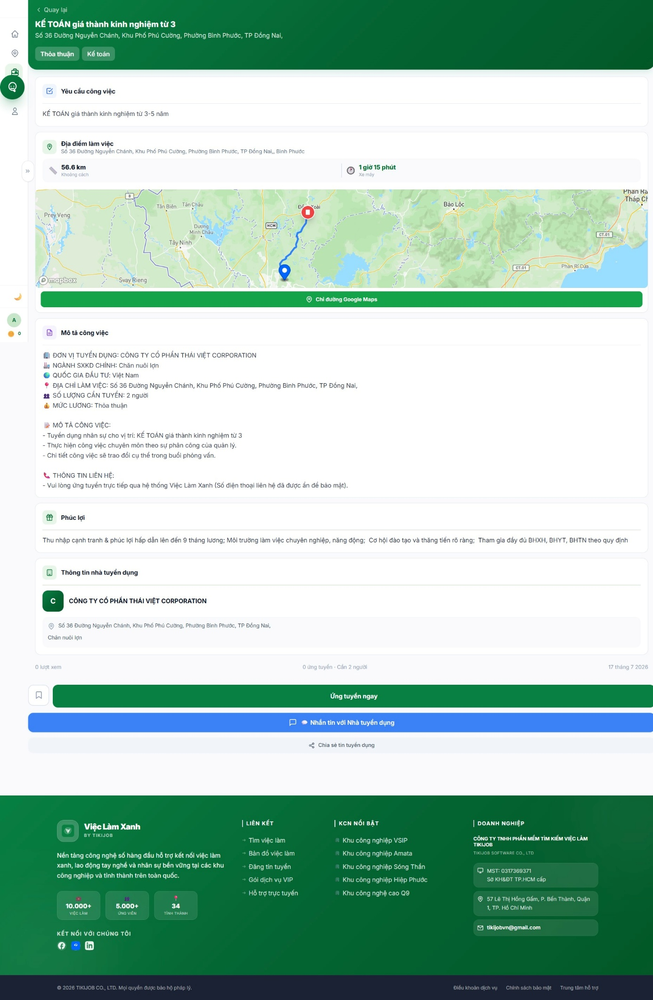 Quay lại
KẾ TOÁN giá thành kinh nghiệm từ 3
Số 36 Đường Nguyễn Chánh, Khu Phố Phú Cường, Phường Bình Phước, TP Đồng Nai,
Thỏa thuận
Kế toán
Yêu cầu công việc
KẾ TOÁN giá thành kinh nghiệm từ 3-5 năm
Địa điểm làm việc
Số 36 Đường Nguyễn Chánh, Khu Phố Phú Cường, Phường Bình Phước, TP Đồng Nai,, Bình Phước
56.6 km
Khoảng cách
1 giờ 15 phút
Xe máy
8
Tân Biên
Tân Châu
Prey Veng
Dương
Minh Châu
Tây Ninh
Svay Rieng
HCM
Bảo Lộc
CT.01
CT.01
Phan Rí Cửa
Tháp
mapbox
Chỉ đường Google Maps
A
0
Mô tả công việc
ĐƠN VỊ TUYỂN DỤNG: CÔNG TY CỔ PHẦN THÁI VIỆT CORPORATION
NGÀNH SXKD CHÍNH: Chăn nuôi lợn
QUỐC GIA ĐẦU TƯ: Việt Nam
ĐỊA CHỈ LÀM VIỆC: Số 36 Đường Nguyễn Chánh, Khu Phố Phú Cường, Phường Bình Phước, TP Đồng Nai,
SỐ LƯỢNG CẦN TUYỂN: 2 người
MỨC LƯƠNG: Thỏa thuận
MÔ TẢ CÔNG VIỆC:
- Tuyển dụng nhân sự cho vị trí: KẾ TOÁN giá thành kinh nghiệm từ 3
- Thực hiện công việc chuyên môn theo sự phân công của quản lý.
- Chi tiết công việc sẽ trao đổi cụ thể trong buổi phỏng vấn.
THÔNG TIN LIÊN HỆ:
- Vui lòng ứng tuyển trực tiếp qua hệ thống Việc Làm Xanh (Số điện thoại liên hệ đã được ẩn để bảo mật).
Phúc lợi
Thu nhập cạnh tranh & phúc lợi hấp dẫn lên đến 9 tháng lương; Môi trường làm việc chuyên nghiệp, năng động;  Cơ hội đào tạo và thăng tiến rõ ràng;  Tham gia đầy đủ BHXH, BHYT, BHTN theo quy định
Thông tin nhà tuyển dụng
C
CÔNG TY CỔ PHẦN THÁI VIỆT CORPORATION
Số 36 Đường Nguyễn Chánh, Khu Phố Phú Cường, Phường Bình Phước, TP Đồng Nai,
Chăn nuôi lợn
0 lượt xem
0 ứng tuyển · Cần 2 người
17 tháng 7 2026
Ứng tuyển ngay
Nhắn tin với Nhà tuyển dụng
Chia sẻ tin tuyển dụng
Việc Làm Xanh
BY TIKIJOB
Nền tảng công nghệ số hàng đầu hỗ trợ kết nối việc làm
xanh, lao động tay nghề và nhân sự bền vững tại các khu
công nghiệp và tỉnh thành trên toàn quốc.
10.000+
VIỆC LÀM
5.000+
ỨNG VIÊN
34
TỈNH THÀNH
KẾT NỐI VỚI CHÚNG TÔI
LIÊN KẾT
Tìm việc làm
Bản đồ việc làm
Đăng tin tuyển
Gói dịch vụ VIP
Hỗ trợ trực tuyến
KCN NỔI BẬT
Khu công nghiệp VSIP
Khu công nghiệp Amata
Khu công nghiệp Sóng Thần
Khu công nghiệp Hiệp Phước
Khu công nghệ cao Q9
DOANH NGHIỆP
CÔNG TY TNHH PHẦN MỀM TÌM KIẾM VIỆC LÀM
TIKIJOB
TIKIJOB SOFTWARE CO., LTD
MST: 0317369371
Sở KH&ĐT TP.HCM cấp
57 Lê Thị Hồng Gấm, P. Bến Thành, Quận
1, TP. Hồ Chí Minh
tikijobvn@gmail.com
© 2026 TIKIJOB CO., LTD. Mọi quyền được bảo hộ pháp lý.
Điều khoản dịch vụ
Chính sách bảo mật
Trung tâm hỗ trợ